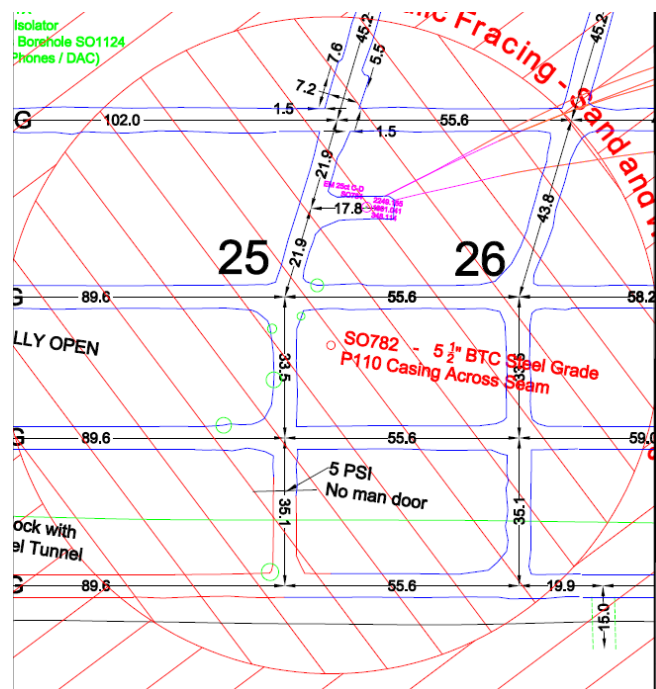 Isolator
Borehole SO1124
Phones / DAC)
Fracing - Sand and
45.2
45.2
7.6
5.5
7.2
1.5
1.5
G
102.0
55.6
21.9
EM 25ct C-D
17.8
43.8
21.9
25
26
89.6
55.6
58.2
LLY OPEN
SO782 - 5 1/2" BTC Steel Grade
P110 Casing Across Seam
33.5
G
89.6
55.6
59.0
5 PSI
No man door
35.1
35.1
ock with
el Tunnel
G
89.6
55.6
19.9
15.0